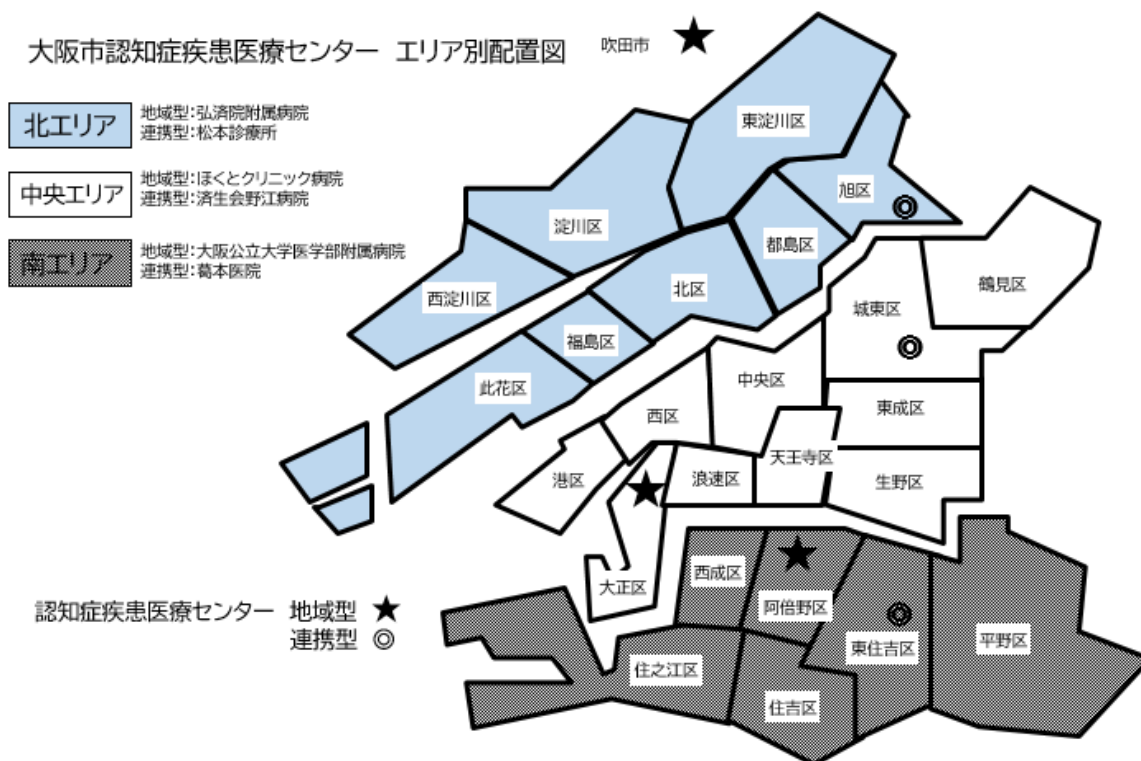 大阪市認知症疾患医療センター エリア別配置図
吹田市
北エリア
地域型:弘済院附属病院
連携型:松本診療所
中央エリア
地域型:ほくとクリニック病院
連携型:済生会野江病院
南エリア
地域型:大阪公立大学医学部附属病院
連携型:葛本医院
東淀川区
旭区
淀川区
都島区
西淀川区
北区
鶴見区
城東区
福島区
此花区
中央区
東成区
西区
天王寺区
港区
浪速区
生野区
大正区
西成区
阿倍野区
東住吉区
平野区
住之江区
住吉区
認知症疾患医療センター 地域型 ★
連携型 ◎